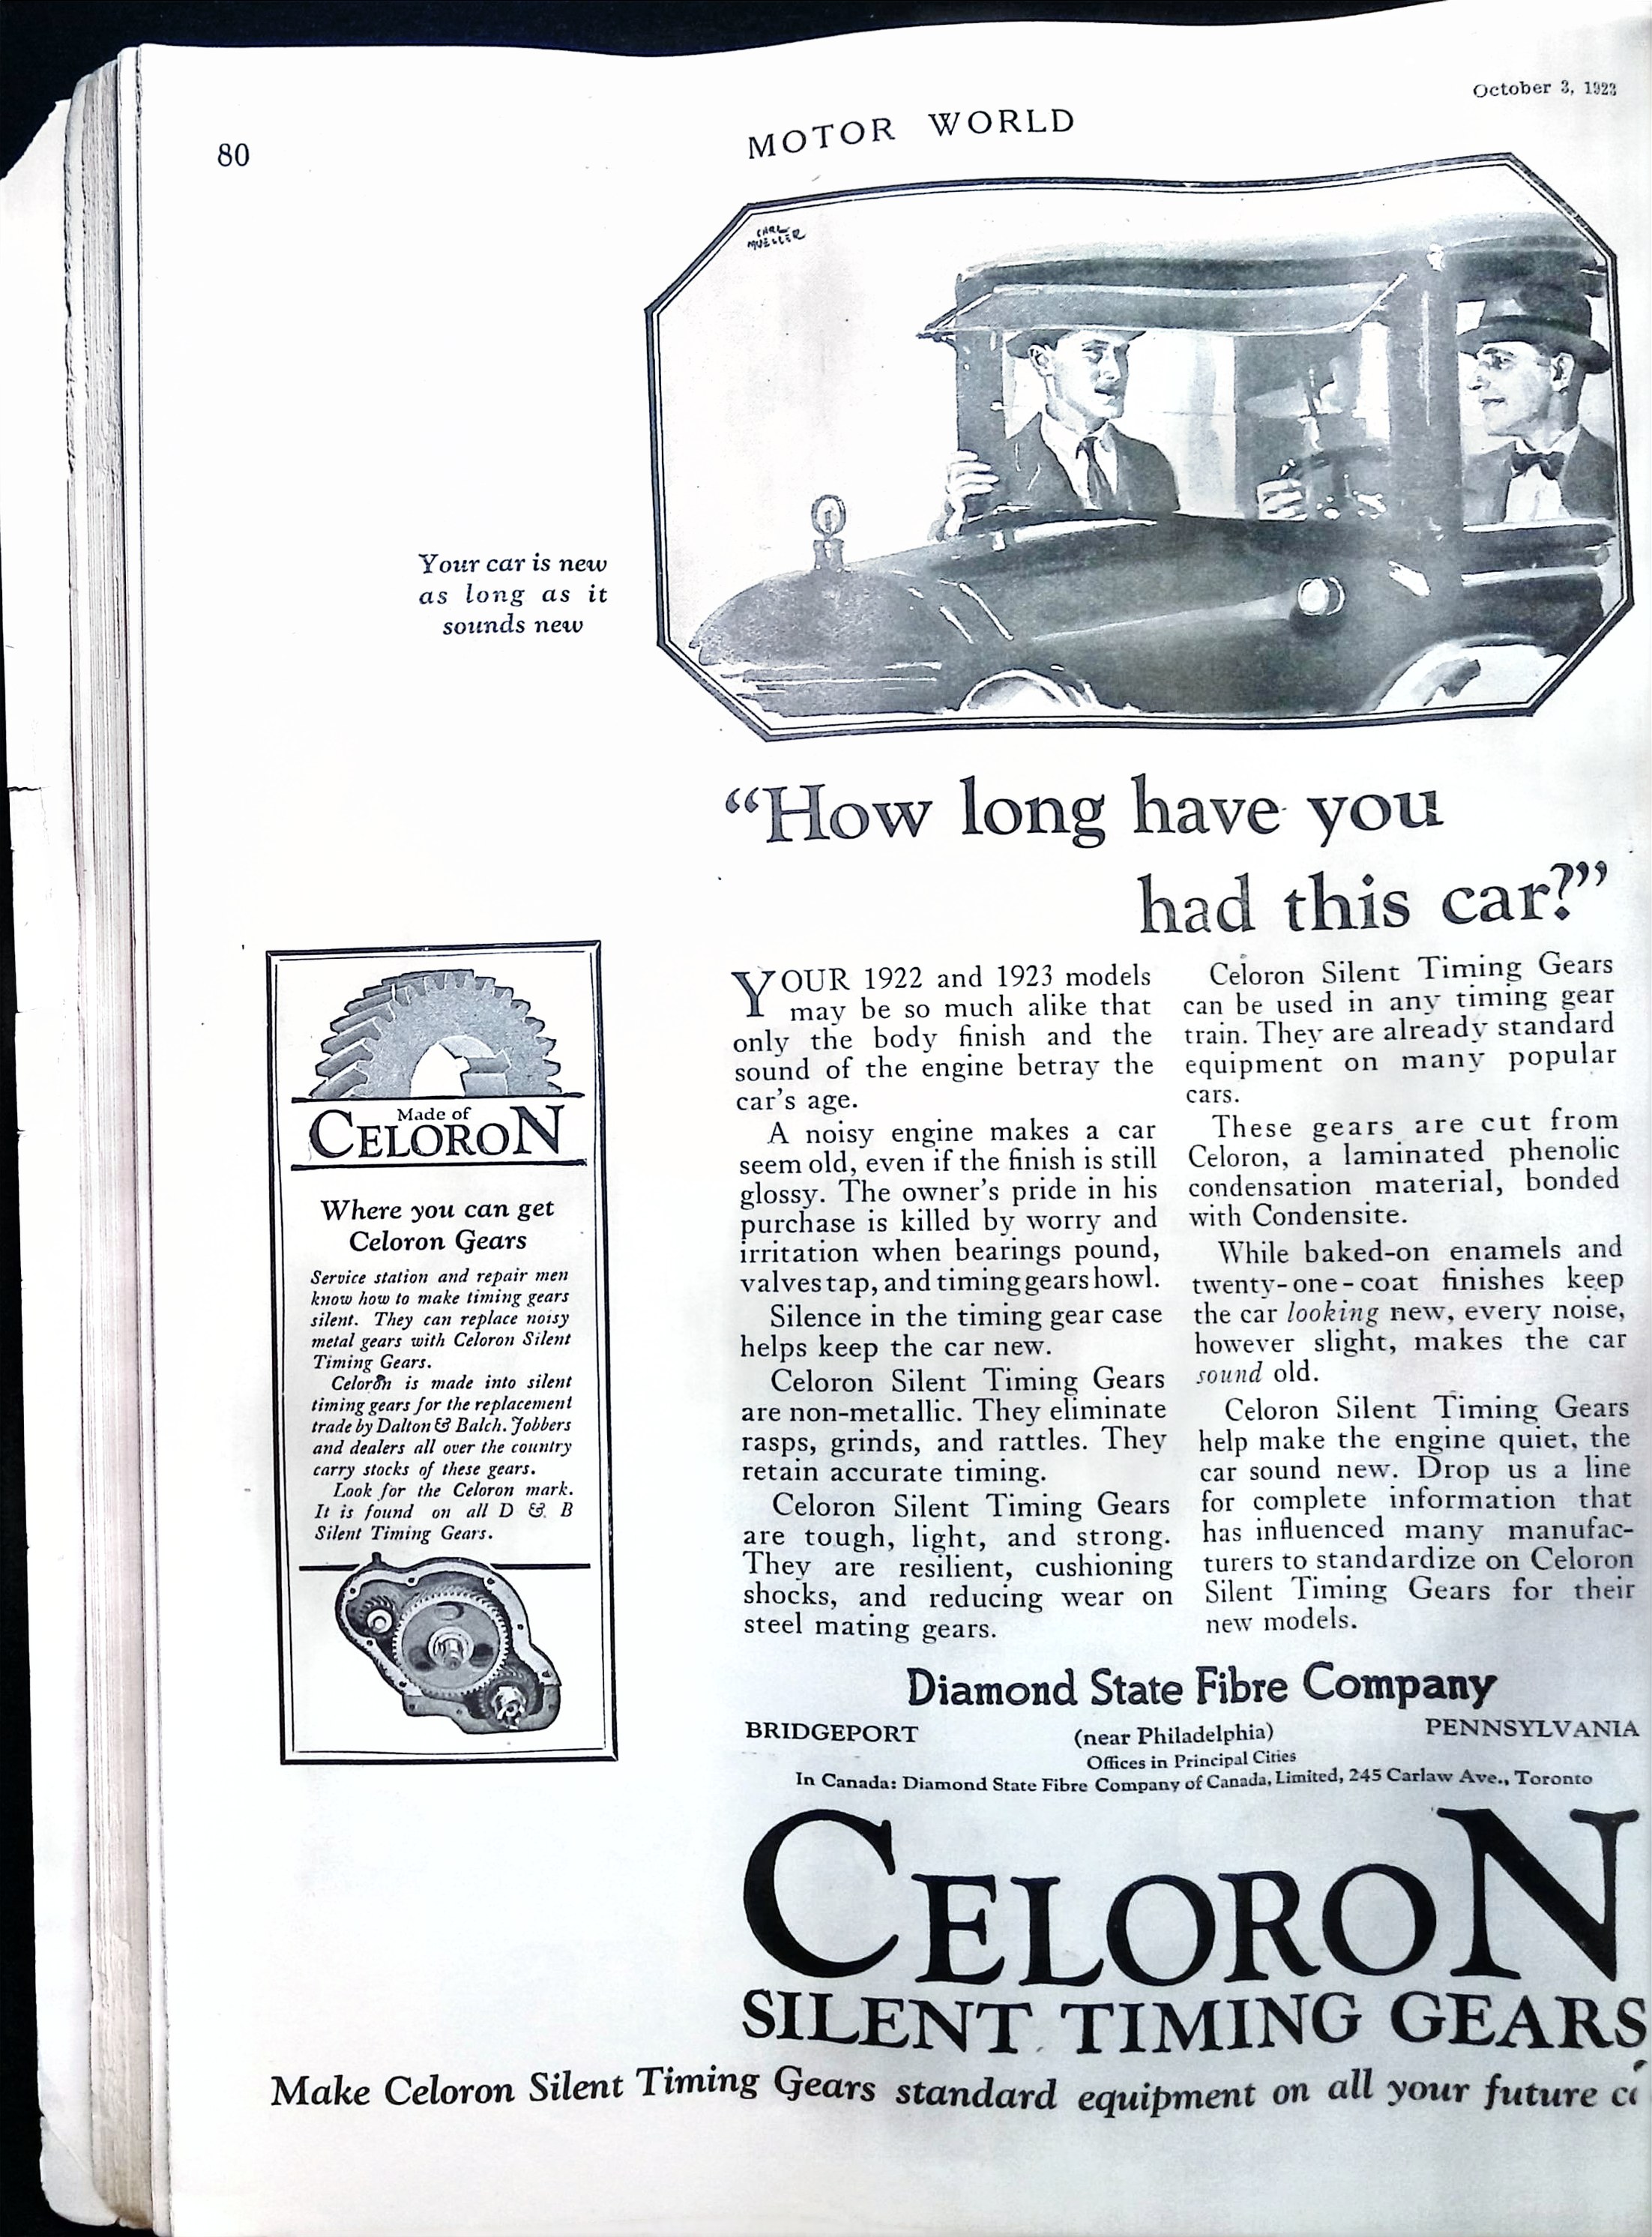 October 3, 1923
80
MOTOR WORLD
CARL
MUELLER
Your car is new
as long as it
sounds new
“How long have you
had this car?”
YOUR 1922 and 1923 models
may be so much alike that
only the body finish and the
sound of the engine betray the
car's age.
A noisy engine makes a car
seem old, even if the finish is still
glossy. The owner's pride in his
purchase is killed by worry and
irritation when bearings pound,
valves tap, and timing gears howl.
Silence in the timing gear case
helps keep the car new.
Celoron Silent Timing Gears
are non-metallic. They eliminate
rasps, grinds, and rattles. They
retain accurate timing.
Celoron Silent Timing Gears
are tough, light, and strong.
They are resilient, cushioning
shocks, and reducing wear on
steel mating gears.
Celoron Silent Timing Gears
can be used in any timing gear
train. They are already standard
equipment on many popular
cars.
These gears are cut from
Celoron, a laminated phenolic
condensation material, bonded
with Condensite.
While baked-on enamels and
twenty-one-coat finishes keep
the car looking new, every noise,
however slight, makes the car
sound old.
Celoron Silent Timing Gears
help make the engine quiet, the
car sound new. Drop us a line
for complete information that
has influenced many manufac-
turers to standardize on Celoron
Silent Timing Gears for their
new models.
Made of
CELORON
Where you can get
Celoron Gears
Service station and repair men
know how to make timing gears
silent. They can replace noisy
metal gears with Celoron Silent
Timing Gears.
Celoron is made into silent
timing gears for the replacement
trade by Dalton & Balch. Jobbers
and dealers all over the country
carry stocks of these gears.
Look for the Celoron mark.
It is found on all D & B
Silent Timing Gears.
Diamond State Fibre Company
BRIDGEPORT (near Philadelphia) PENNSYLVANIA
Offices in Principal Cities
In Canada: Diamond State Fibre Company of Canada, Limited, 245 Carlaw Ave., Toronto
CELORON
SILENT TIMING GEARS
Make Celoron Silent Timing Gears standard equipment on all your future